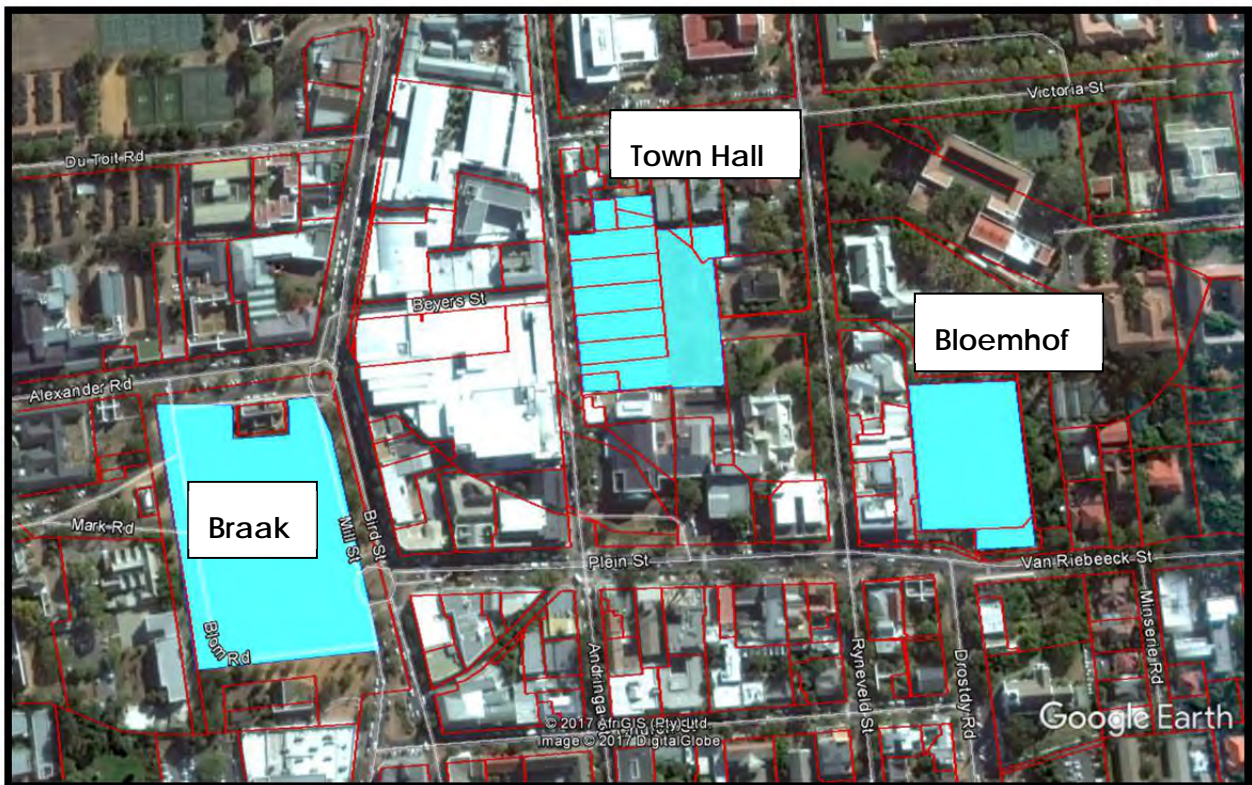 Victoria St
Town Hall
Du Toit Rd
Beyers St
Bloemhof
Alexander Rd
Braak
Mark Rd
Mill St
Bird St
Plein St
Van Riebeeck St
Blom Rd
Andringa
Ryneveld St
Drostdy Rd
Minserie Rd
© 2017 AfriGIS (Pty) Ltd
Image © 2017 DigitalGlobe
Google Earth